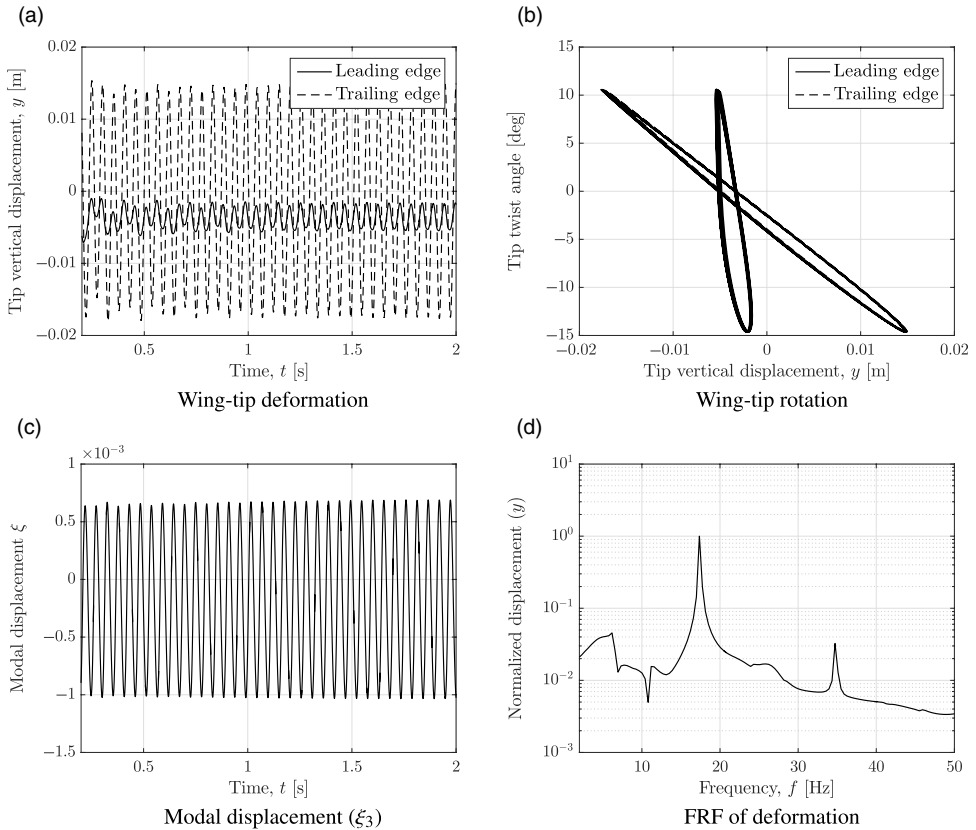 (a)
0.02
0.01
0
−0.01
−0.02
0.5
1
1.5
2
Tip vertical displacement, y [m]
Time, t [s]
Leading edge
Trailing edge
Wing-tip deformation
(b)
15
10
5
0
−5
−10
−15
−0.02
−0.01
0
0.01
0.02
Tip twist angle [deg]
Tip vertical displacement, y [m]
Leading edge
Trailing edge
Wing-tip rotation
(c)
×10⁻³
1
0.5
0
−0.5
−1
−1.5
0.5
1
1.5
2
Modal displacement ξ
Time, t [s]
Modal displacement (ξ₃)
(d)
10¹
10⁰
10⁻¹
10⁻²
10⁻³
10
20
30
40
50
Normalized displacement (y)
Frequency, f [Hz]
FRF of deformation